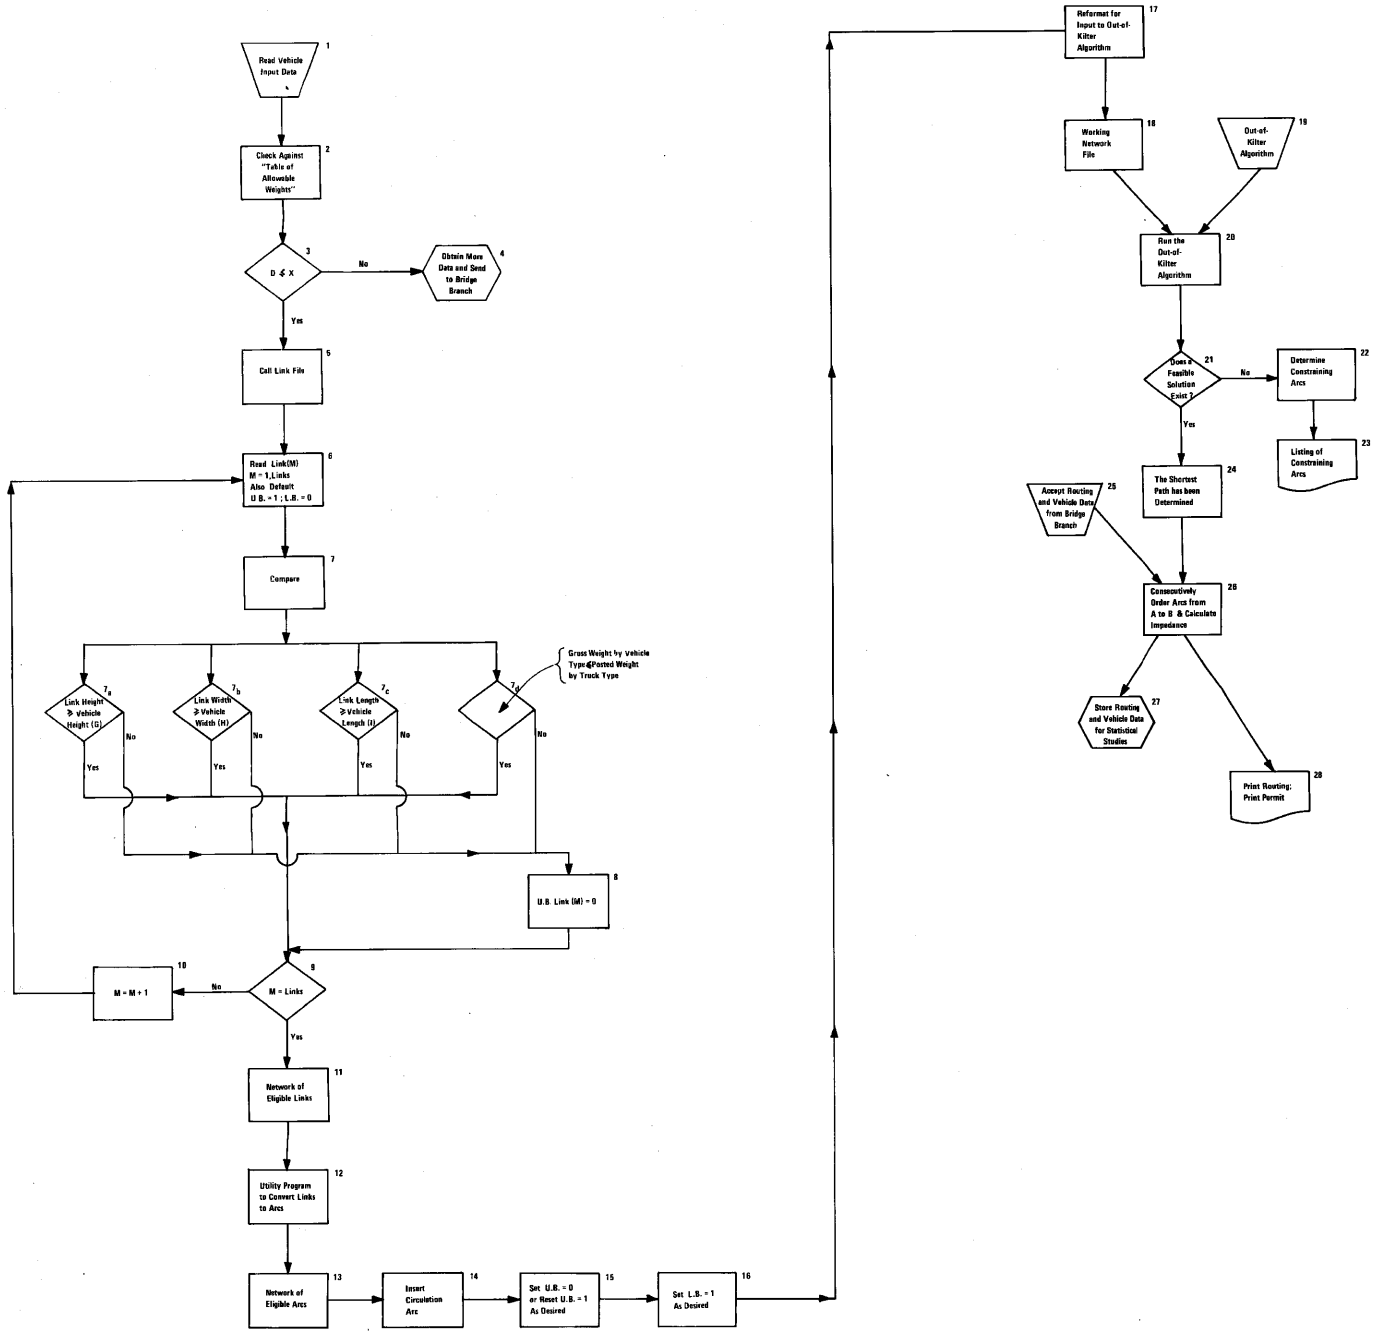 1
Read Vehicle
Input Data
2
Check Against
"Table of
Allowable
Weights"
3
D ≰ X
No
4
Obtain More
Data and Send
to Bridge
Branch
Yes
5
Call Link File
6
Read Link(M)
M = 1, Links
Also Default
U.B. = 1 ; L.B. = 0
7
Compare
7a
Link Height
⩾ Vehicle
Height (G)
No
Yes
7b
Link Width
⩾ Vehicle
Width (H)
No
Yes
7c
Link Length
⩾ Vehicle
Length (I)
No
Yes
7d
Gross Weight by Vehicle
Type ≰ Posted Weight
by Truck Type
No
Yes
8
U.B. Link (M) = 0
9
M = Links
No
10
M = M + 1
Yes
11
Network of
Eligible Links
12
Utility Program
to Convert Links
to Arcs
13
Network of
Eligible Arcs
14
Insert
Circulation
Arc
15
Set U.B. = 0
or Reset U.B. = 1
As Desired
16
Set L.B. = 1
As Desired
17
Reformat for
Input to Out-of-
Kilter
Algorithm
18
Working
Network
File
19
Out-of-
Kilter
Algorithm
20
Run the
Out-of-
Kilter
Algorithm
21
Does a
Feasible
Solution
Exist ?
No
22
Determine
Constraining
Arcs
23
Listing of
Constraining
Arcs
Yes
24
The Shortest
Path has been
Determined
25
Accept Routing
and Vehicle Data
from Bridge
Branch
26
Consecutively
Order Arcs from
A to B & Calculate
Impedance
27
Store Routing
and Vehicle Data
for Statistical
Studies
28
Print Routing;
Print Permit